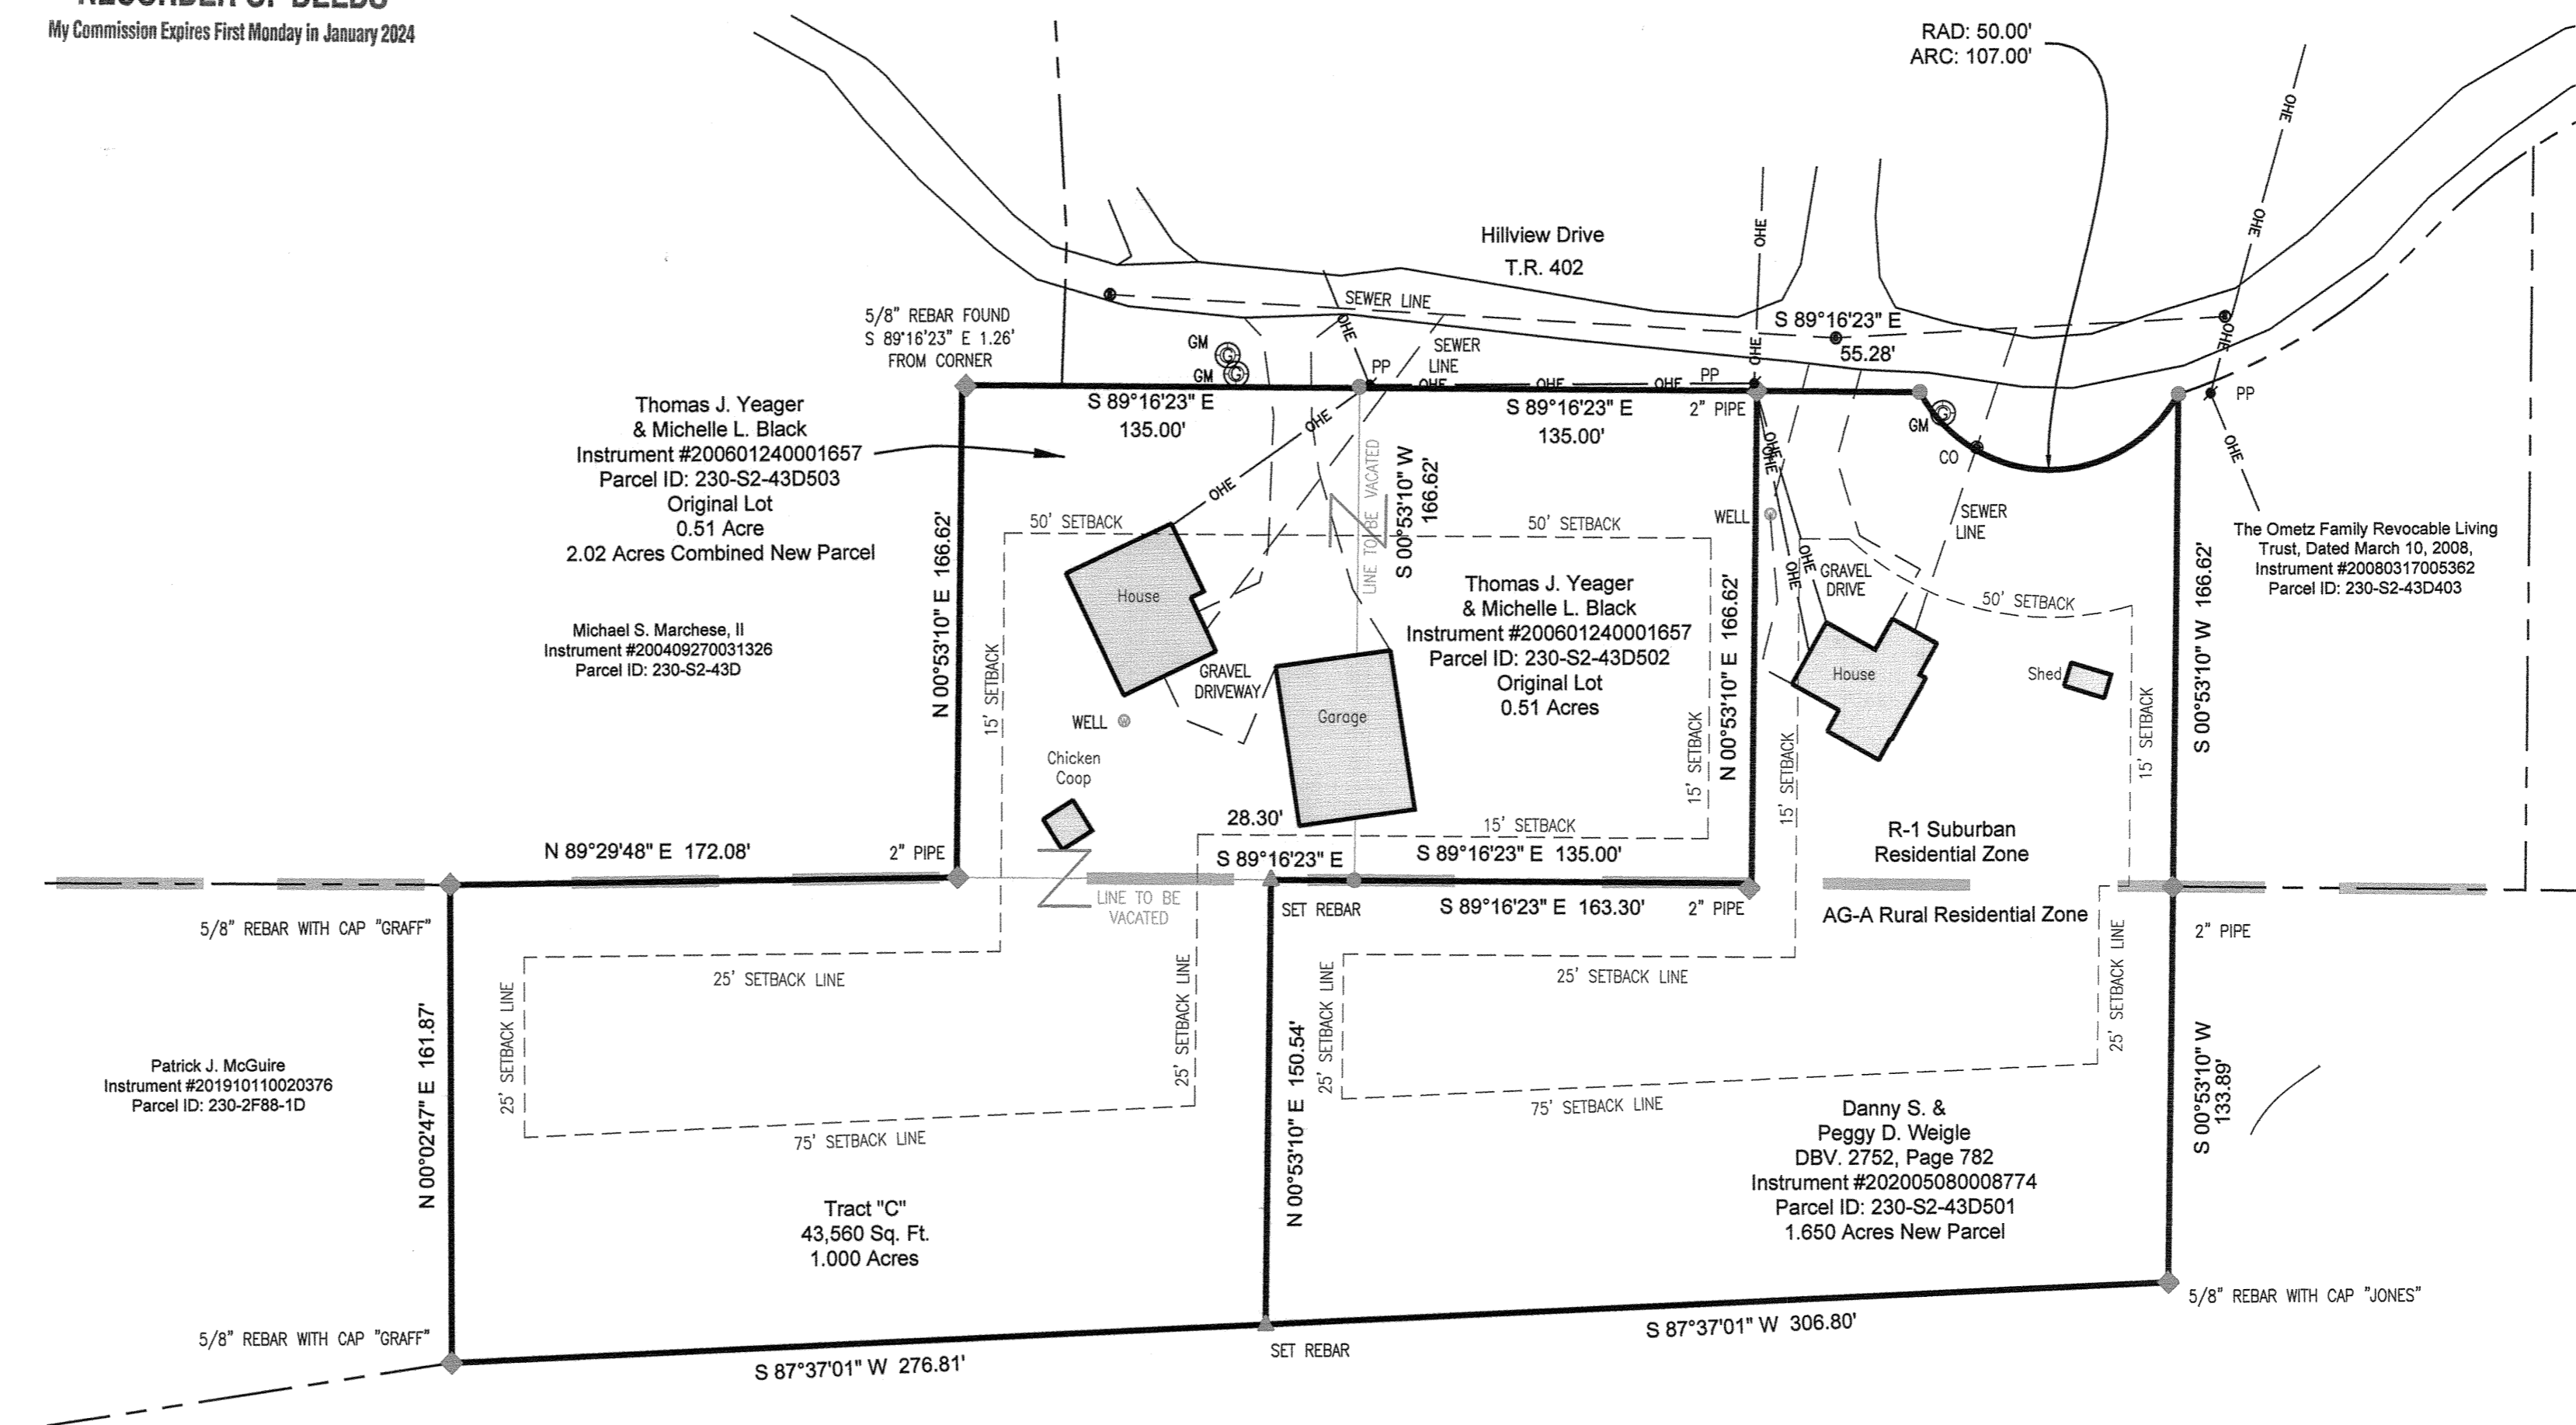 RECORDER OF DEEDS
My Commission Expires First Monday in January 2024
RAD: 50.00'
ARC: 107.00'
Hillview Drive
T.R. 402
OHE
OHE
OHE
OHE
SEWER LINE
S 89°16'23" E
55.28'
5/8" REBAR FOUND
S 89°16'23" E 1.26'
FROM CORNER
GM
G
GM
G
OHE
SEWER
LINE
PP
OHE
OHE
OHE
PP
OHE
PP
S 89°16'23" E
135.00'
S 89°16'23" E
135.00'
2" PIPE
GM
G
CO
OHE
OHE
OHE
OHE
OHE
OHE
OHE
Thomas J. Yeager
& Michelle L. Black
Instrument #200601240001657
Parcel ID: 230-S2-43D503
Original Lot
0.51 Acre
2.02 Acres Combined New Parcel
LINE TO BE VACATED
S 00°53'10" W
166.62'
50' SETBACK
50' SETBACK
WELL
SEWER
LINE
The Ometz Family Revocable Living
Trust, Dated March 10, 2008,
Instrument #20080317005362
Parcel ID: 230-S2-43D403
N 00°53'10" E 166.62'
House
Thomas J. Yeager
& Michelle L. Black
Instrument #200601240001657
Parcel ID: 230-S2-43D502
Original Lot
0.51 Acres
N 00°53'10" E 166.62'
GRAVEL
DRIVE
50' SETBACK
S 00°53'10" W 166.62'
Michael S. Marchese, II
Instrument #200409270031326
Parcel ID: 230-S2-43D
15' SETBACK
GRAVEL
DRIVEWAY
House
Shed
WELL
Garage
15' SETBACK
15' SETBACK
15' SETBACK
Chicken
Coop
28.30'
15' SETBACK
R-1 Suburban
Residential Zone
N 89°29'48" E 172.08'
2" PIPE
S 89°16'23" E
S 89°16'23" E 135.00'
5/8" REBAR WITH CAP "GRAFF"
LINE TO BE
VACATED
SET REBAR
S 89°16'23" E 163.30'
2" PIPE
AG-A Rural Residential Zone
2" PIPE
25' SETBACK LINE
25' SETBACK LINE
25' SETBACK LINE
25' SETBACK LINE
25' SETBACK LINE
25' SETBACK LINE
N 00°02'47" E 161.87'
N 00°53'10" E 150.54'
S 00°53'10" W
133.89'
Patrick J. McGuire
Instrument #201910110020376
Parcel ID: 230-2F88-1D
75' SETBACK LINE
75' SETBACK LINE
Danny S. &
Peggy D. Weigle
DBV. 2752, Page 782
Instrument #202005080008774
Parcel ID: 230-S2-43D501
1.650 Acres New Parcel
Tract "C"
43,560 Sq. Ft.
1.000 Acres
5/8" REBAR WITH CAP "JONES"
5/8" REBAR WITH CAP "GRAFF"
SET REBAR
S 87°37'01" W 306.80'
S 87°37'01" W 276.81'